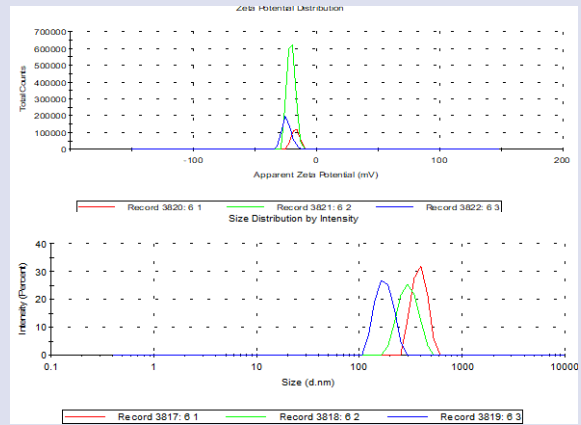 Zeta Potential Distribution
700000
600000
500000
400000
300000
200000
100000
0
-100 0 100 200
Total Counts
Apparent Zeta Potential (mV)
Record 3820: 6 1 Record 3821: 6 2 Record 3822: 6 3
Size Distribution by Intensity
40
30
20
10
0
0.1 1 10 100 1000 10000
Intensity (Percent)
Size (d.nm)
Record 3817: 6 1 Record 3818: 6 2 Record 3819: 6 3